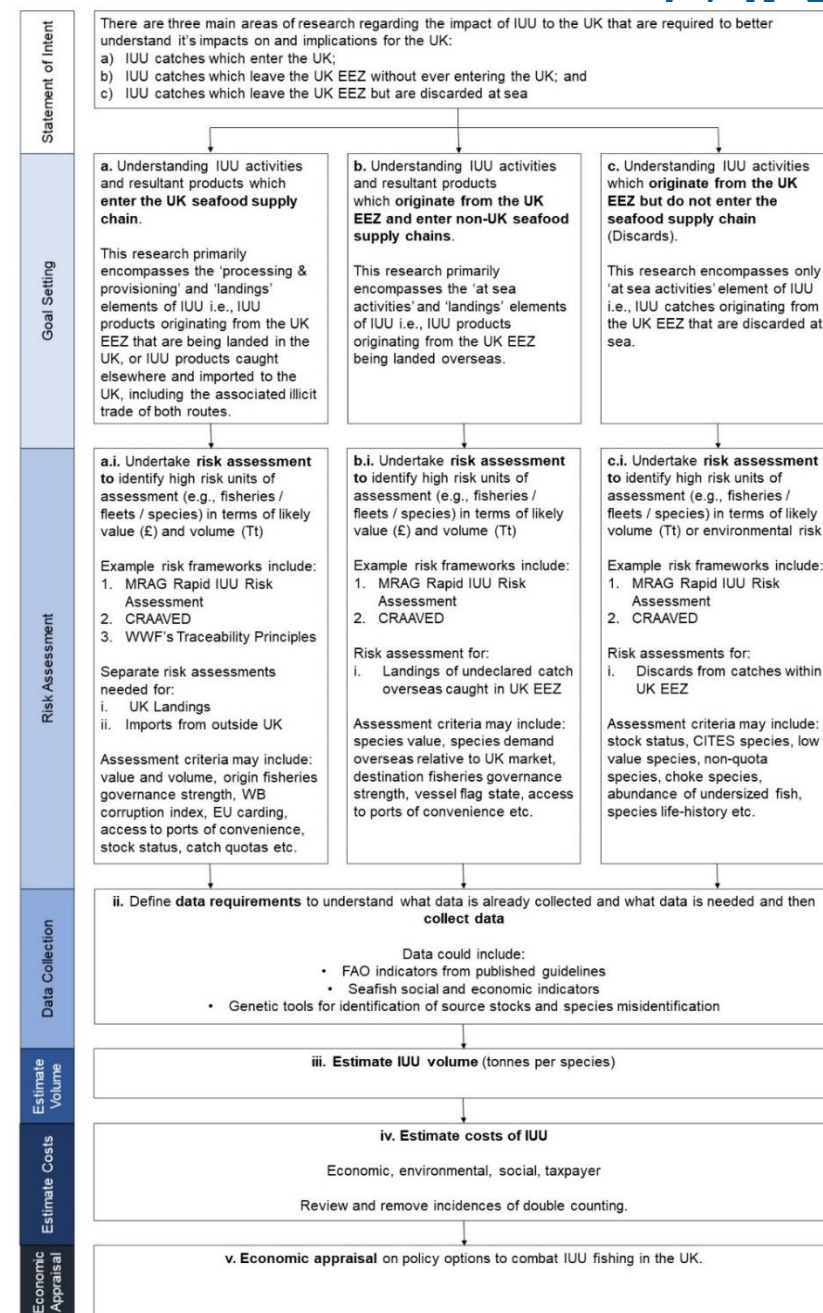 Statement of Intent
There are three main areas of research regarding the impact of IUU to the UK that are required to better
understand it's impacts on and implications for the UK:
a) IUU catches which enter the UK;
b) IUU catches which leave the UK EEZ without ever entering the UK; and
c) IUU catches which leave the UK EEZ but are discarded at sea
Goal Setting
a. Understanding IUU activities
and resultant products which
enter the UK seafood supply
chain.
This research primarily
encompasses the 'processing &
provisioning' and 'landings'
elements of IUU i.e., IUU
products originating from the UK
EEZ that are being landed in the
UK, or IUU products caught
elsewhere and imported to the
UK, including the associated illicit
trade of both routes.
b. Understanding IUU activities
and resultant products
which originate from the UK
EEZ and enter non-UK seafood
supply chains.
This research primarily
encompasses the 'at sea
activities' and 'landings' elements
of IUU i.e., IUU products
originating from the UK EEZ
being landed overseas.
c. Understanding IUU activities
which originate from the UK
EEZ but do not enter the
seafood supply chain
(Discards).
This research encompasses only
'at sea activities' element of IUU
i.e., IUU catches originating from
the UK EEZ that are discarded at
sea.
Risk Assessment
a.i. Undertake risk assessment
to identify high risk units of
assessment (e.g., fisheries /
fleets / species) in terms of likely
value (£) and volume (Tt)
Example risk frameworks include:
1. MRAG Rapid IUU Risk
Assessment
2. CRAAVED
3. WWF's Traceability Principles
Separate risk assessments
needed for:
i. UK Landings
ii. Imports from outside UK
Assessment criteria may include:
value and volume, origin fisheries
governance strength, WB
corruption index, EU carding,
access to ports of convenience,
stock status, catch quotas etc.
b.i. Undertake risk assessment
to identify high risk units of
assessment (e.g., fisheries /
fleets / species) in terms of likely
value (£) and volume (Tt)
Example risk frameworks include:
1. MRAG Rapid IUU Risk
Assessment
2. CRAAVED
Risk assessment for:
i. Landings of undeclared catch
overseas caught in UK EEZ
Assessment criteria may include:
species value, species demand
overseas relative to UK market,
destination fisheries governance
strength, vessel flag state, access
to ports of convenience etc.
c.i. Undertake risk assessment
to identify high risk units of
assessment (e.g., fisheries /
fleets / species) in terms of likely
volume (Tt) or environmental risk
Example risk frameworks include:
1. MRAG Rapid IUU Risk
Assessment
2. CRAAVED
Risk assessments for:
i. Discards from catches within
UK EEZ
Assessment criteria may include:
stock status, CITES species, low
value species, non-quota
species, choke species,
abundance of undersized fish,
species life-history etc.
Data Collection
ii. Define data requirements to understand what data is already collected and what data is needed and then
collect data
Data could include:
• FAO indicators from published guidelines
• Seafish social and economic indicators
• Genetic tools for identification of source stocks and species misidentification
Estimate
Volume
iii. Estimate IUU volume (tonnes per species)
Estimate Costs
iv. Estimate costs of IUU
Economic, environmental, social, taxpayer
Review and remove incidences of double counting.
Economic
Appraisal
v. Economic appraisal on policy options to combat IUU fishing in the UK.